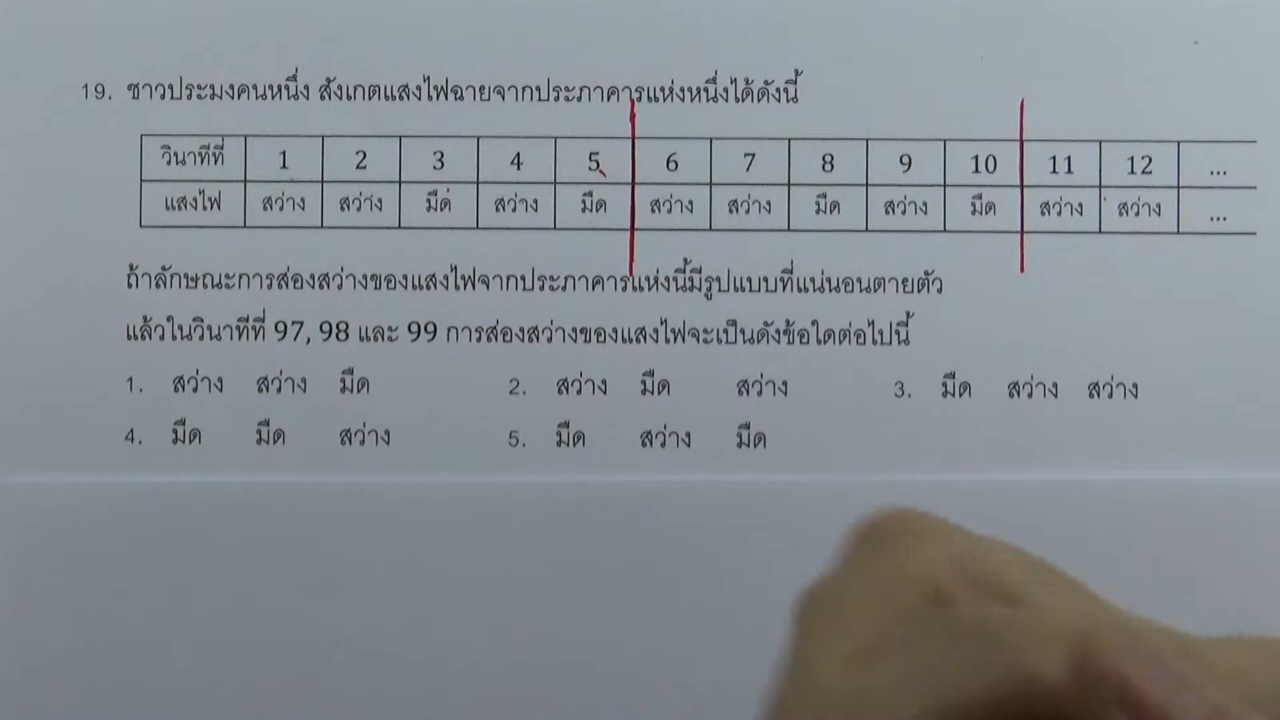 19. ชาวประมงคนหนึ่ง สังเกตแสงไฟฉายจากประภาคารแห่งหนึ่งได้ดังนี้
วินาทีที่ 1 2 3 4 5 6 7 8 9 10 11 12 ...
แสงไฟ สว่าง สว่าง มืด สว่าง มืด สว่าง สว่าง มืด สว่าง มืด สว่าง สว่าง ...
ถ้าลักษณะการส่องสว่างของแสงไฟจากประภาคารแห่งนี้มีรูปแบบที่แน่นอนตายตัว
แล้วในวินาทีที่ 97, 98 และ 99 การส่องสว่างของแสงไฟจะเป็นดังข้อใดต่อไปนี้
1. สว่าง สว่าง มืด 2. สว่าง มืด สว่าง 3. มืด สว่าง สว่าง
4. มืด มืด สว่าง 5. มืด สว่าง มืด